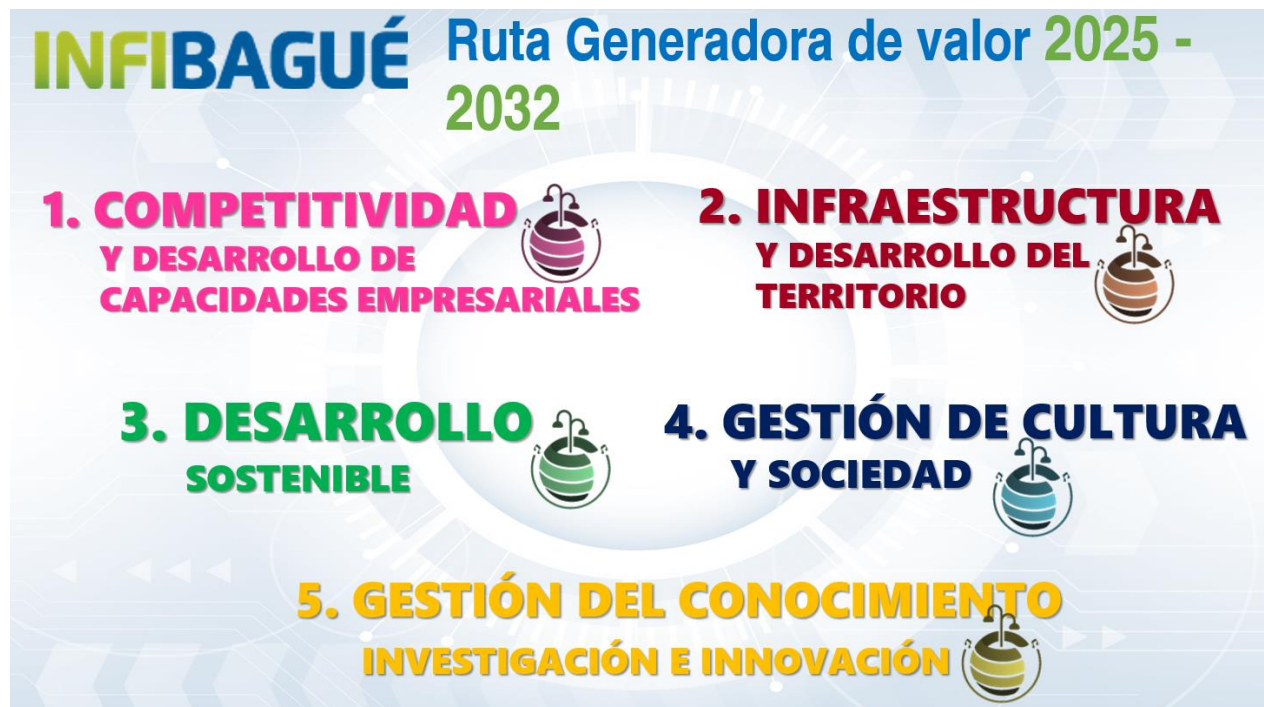 INFIBAGUÉ
Ruta Generadora de valor 2025 -
2032
1. COMPETITIVIDAD
Y DESARROLLO DE
CAPACIDADES EMPRESARIALES
2. INFRAESTRUCTURA
Y DESARROLLO DEL
TERRITORIO
3. DESARROLLO
SOSTENIBLE
4. GESTIÓN DE CULTURA
Y SOCIEDAD
5. GESTIÓN DEL CONOCIMIENTO
INVESTIGACIÓN E INNOVACIÓN